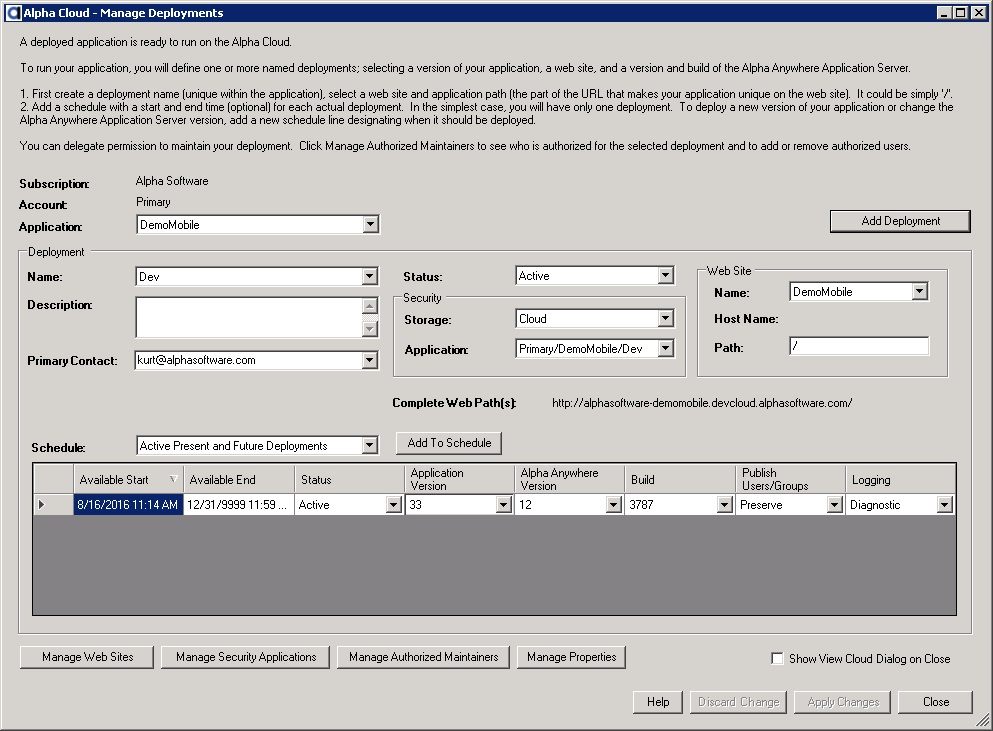 Alpha Cloud - Manage Deployments
A deployed application is ready to run on the Alpha Cloud.
To run your application, you will define one or more named deployments; selecting a version of your application, a web site, and a version and build of the Alpha Anywhere Application Server.
1. First create a deployment name (unique within the application), select a web site and application path (the part of the URL that makes your application unique on the web site).  It could be simply '/'.
2. Add a schedule with a start and end time (optional) for each actual deployment.  In the simplest case, you will have only one deployment.  To deploy a new version of your application or change the
Alpha Anywhere Application Server version, add a new schedule line designating when it should be deployed.
You can delegate permission to maintain your deployment.  Click Manage Authorized Maintainers to see who is authorized for the selected deployment and to add or remove authorized users.
Subscription: Alpha Software
Account: Primary
Application: DemoMobile
Add Deployment
Deployment
Name: Dev
Description:
Primary Contact: kurt@alphasoftware.com
Status: Active
Security
Storage: Cloud
Application: Primary/DemoMobile/Dev
Web Site
Name: DemoMobile
Host Name:
Path: /
Complete Web Path(s): http://alphasoftware-demomobile.devcloud.alphasoftware.com/
Schedule: Active Present and Future Deployments Add To Schedule
Available Start Available End Status Application Version Alpha Anywhere Version Build Publish Users/Groups Logging
8/16/2016 11:14 AM 12/31/9999 11:59 ... Active 33 12 3787 Preserve Diagnostic
Manage Web Sites Manage Security Applications Manage Authorized Maintainers Manage Properties
Show View Cloud Dialog on Close
Help Discard Change Apply Changes Close